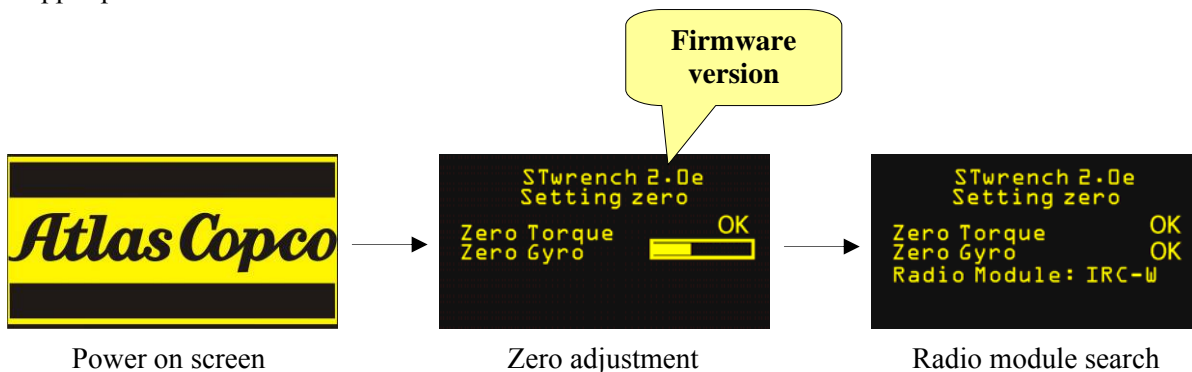 Firmware
version
Atlas Copco
STwrench 2.0e
Setting zero
Zero Torque OK
Zero Gyro
STwrench 2.0e
Setting zero
Zero Torque OK
Zero Gyro OK
Radio Module: IRC-W
Power on screen
Zero adjustment
Radio module search